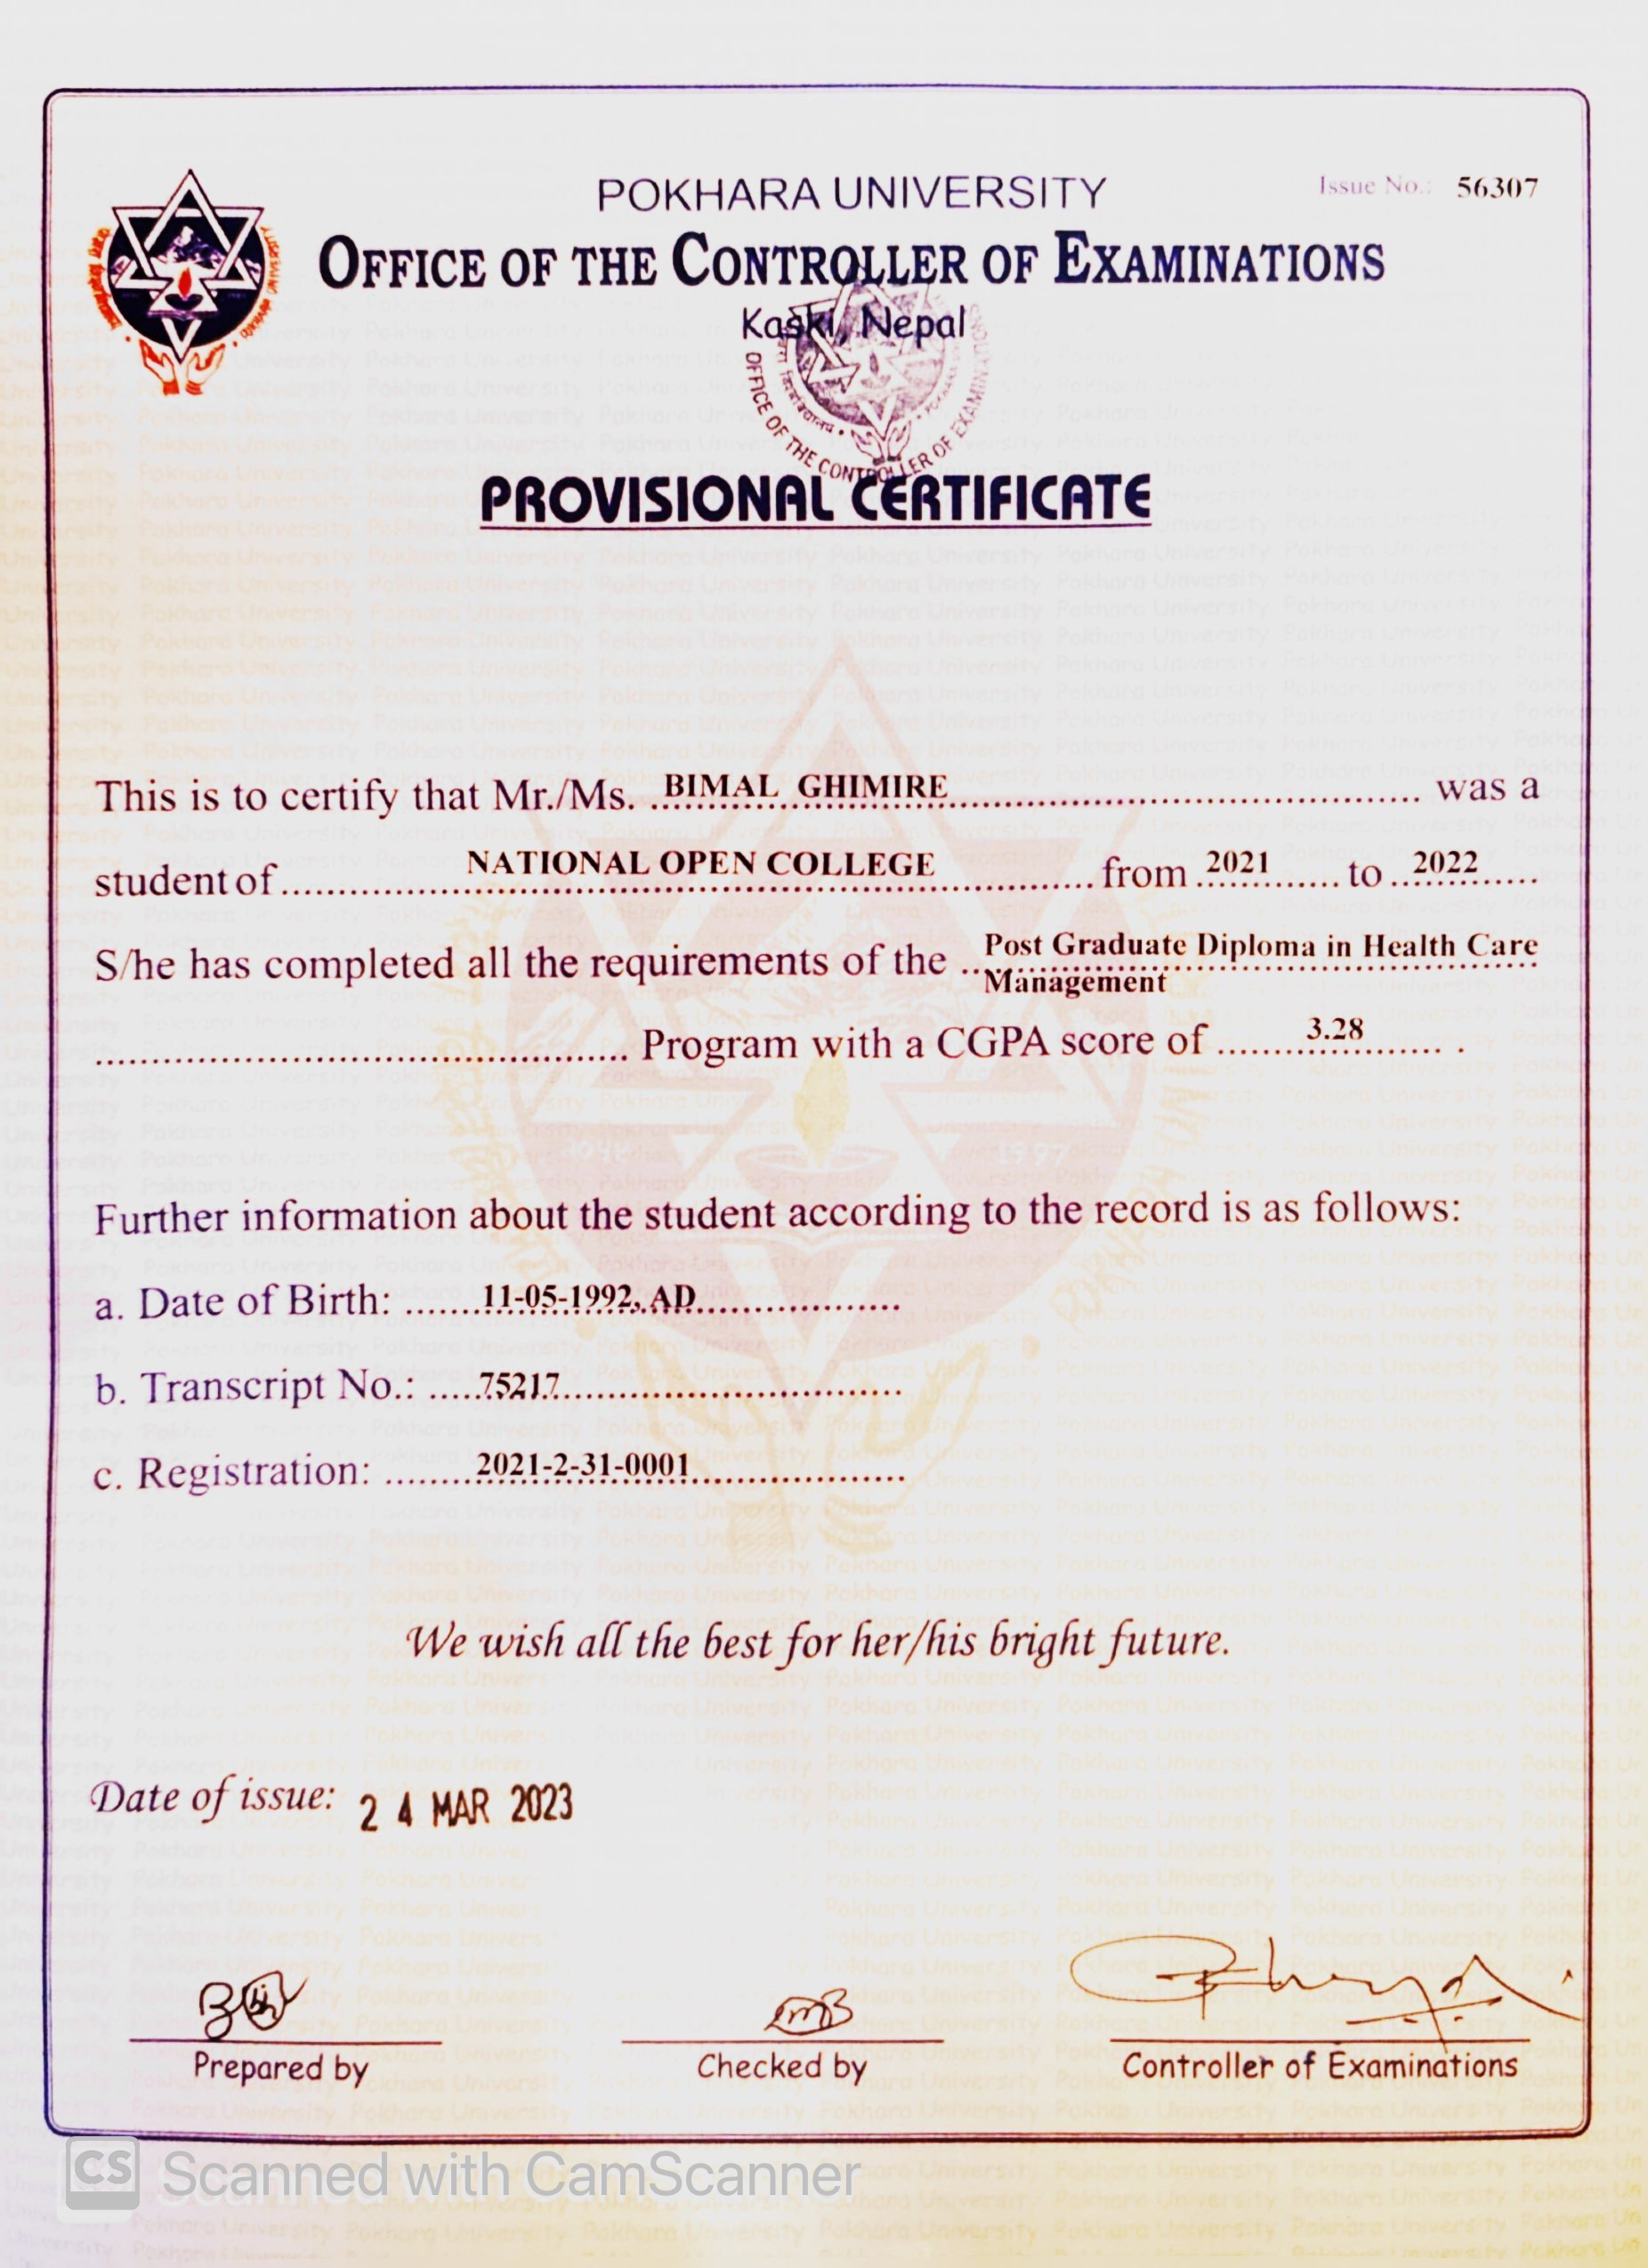 POKHARA UNIVERSITY
Issue No.: 56307
OFFICE OF THE CONTROLLER OF EXAMINATIONS
Kaski, Nepal
OFFICE OF THE CONTROLLER OF EXAMINATIONS
PROVISIONAL CERTIFICATE
This is to certify that Mr./Ms. BIMAL GHIMIRE was a
student of NATIONAL OPEN COLLEGE from 2021 to 2022
S/he has completed all the requirements of the Post Graduate Diploma in Health Care
Management
Program with a CGPA score of 3.28 .
Further information about the student according to the record is as follows:
a. Date of Birth: 11-05-1992, AD
b. Transcript No.: 75217
c. Registration: 2021-2-31-0001
We wish all the best for her/his bright future.
Date of issue: 24 MAR 2023
Prepared by
Checked by
Controller of Examinations
CS Scanned with CamScanner